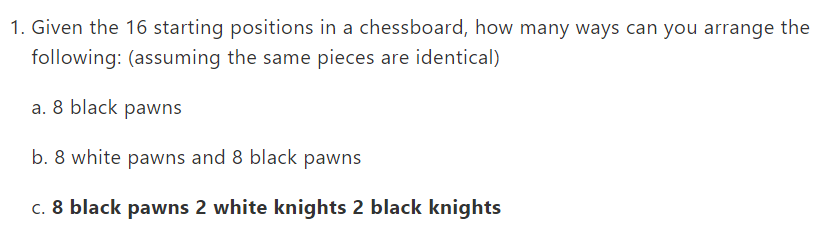 1. Given the 16 starting positions in a chessboard, how many ways can you arrange the
following: (assuming the same pieces are identical)
a. 8 black pawns
b. 8 white pawns and 8 black pawns
c. 8 black pawns 2 white knights 2 black knights